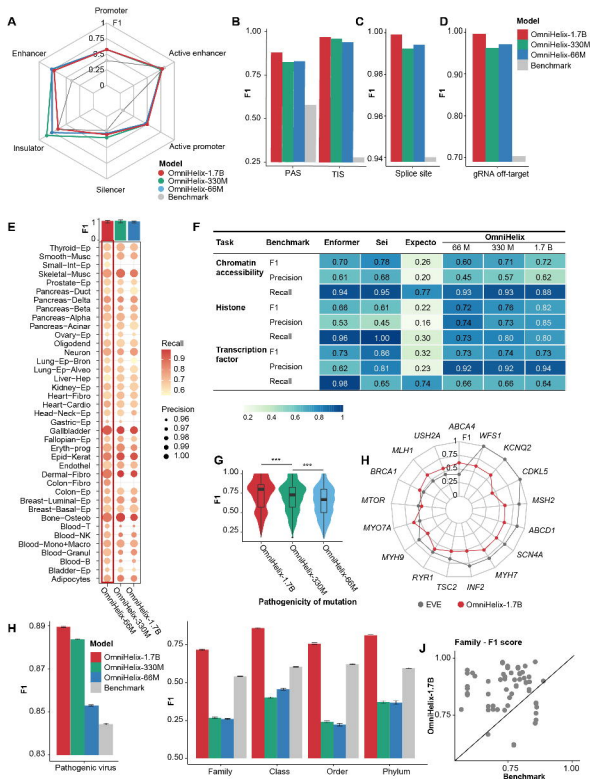 A
Promoter
F1
1
0.75
0.5
0.25
0
Enhancer
Active enhancer
Insulator
Active promoter
Silencer
Model
OmniHelix-1.7B
OmniHelix-330M
OmniHelix-66M
Benchmark
B
F1
1.00
0.75
0.50
0.25
PAS
TIS
C
F1
1.00
0.98
0.96
0.94
Splice site
D
F1
1.00
0.90
0.80
0.70
gRNA off-target
Model
OmniHelix-1.7B
OmniHelix-330M
OmniHelix-66M
Benchmark
E
F1
1
0
Thyroid-Ep
Smooth-Musc
Small-Int-Ep
Skeletal-Musc
Prostate-Ep
Pancreas-Duct
Pancreas-Delta
Pancreas-Beta
Pancreas-Alpha
Pancreas-Acinar
Ovary-Ep
Oligodend
Neuron
Lung-Ep-Bron
Lung-Ep-Alveo
Liver-Hep
Kidney-Ep
Heart-Fibro
Heart-Cardio
Head-Neck-Ep
Gastric-Ep
Gallbladder
Fallopian-Ep
Eryth-prog
Epid-Kerat
Endothel
Dermal-Fibro
Colon-Fibro
Colon-Ep
Breast-Luminal-Ep
Breast-Basal-Ep
Bone-Osteob
Blood-T
Blood-NK
Blood-Mono+Macro
Blood-Granul
Blood-B
Bladder-Ep
Adipocytes
OmniHelix-66M
OmniHelix-330M
OmniHelix-1.7B
Recall
0.9
0.8
0.7
0.6
Precision
0.96
0.97
0.98
0.99
1.00
F
Task Benchmark Enformer Sei Expecto OmniHelix
66 M 330 M 1.7 B
Chromatin accessibility F1 0.70 0.78 0.26 0.60 0.71 0.72
Precision 0.61 0.68 0.20 0.45 0.57 0.62
Recall 0.94 0.95 0.77 0.93 0.93 0.88
Histone F1 0.66 0.61 0.22 0.72 0.76 0.82
Precision 0.53 0.45 0.16 0.74 0.73 0.85
Recall 0.96 1.00 0.30 0.73 0.80 0.80
Transcription factor F1 0.73 0.86 0.32 0.73 0.74 0.73
Precision 0.62 0.81 0.23 0.92 0.92 0.94
Recall 0.98 0.65 0.74 0.66 0.66 0.64
0.2 0.4 0.6 0.8 1
G
F1
1.00
0.75
0.50
0.25
0
***
***
OmniHelix-1.7B
OmniHelix-330M
OmniHelix-66M
Pathogenicity of mutation
H
F1
1
0.75
0.5
0.25
0
ABCA4
WFS1
KCNQ2
CDKL5
MSH2
ABCD1
SCN4A
MYH7
INF2
TSC2
RYR1
MYH9
MYO7A
MTOR
BRCA1
MLH1
USH2A
EVE
OmniHelix-1.7B
H
F1
0.89
0.87
0.85
0.83
Model
OmniHelix-1.7B
OmniHelix-330M
OmniHelix-66M
Benchmark
Pathogenic virus
F1
0.75
0.50
0.25
0.50
Family
Class
Order
Phylum
J
Family - F1 score
OmniHelix-1.7B
1.00
0.75
0.75
1.00
Benchmark